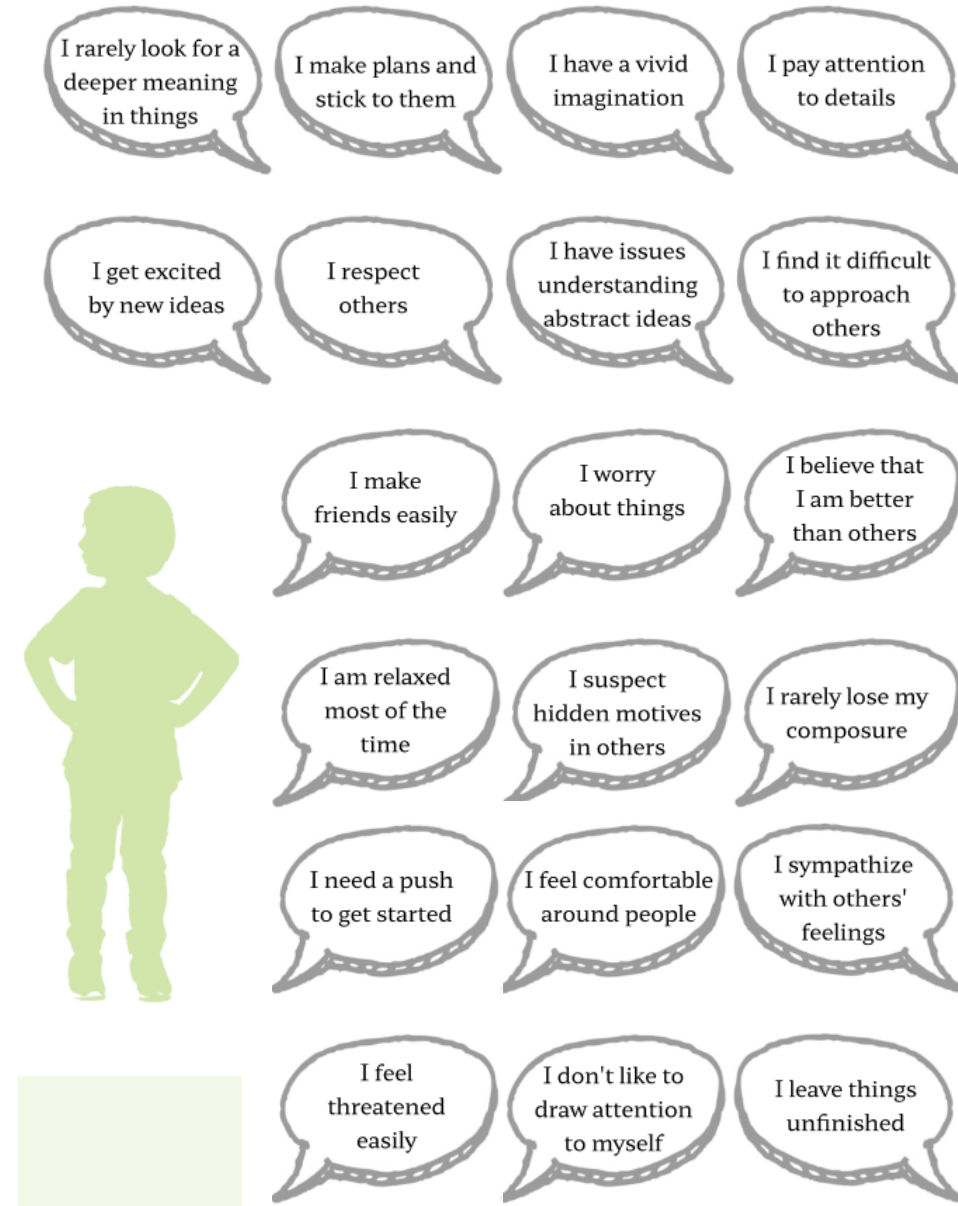 I rarely look for a
deeper meaning
in things
I make plans and
stick to them
I have a vivid
imagination
I pay attention
to details
I get excited
by new ideas
I respect
others
I have issues
understanding
abstract ideas
I find it difficult
to approach
others
I make
friends easily
I worry
about things
I believe that
I am better
than others
I am relaxed
most of the
time
I suspect
hidden motives
in others
I rarely lose my
composure
I need a push
to get started
I feel comfortable
around people
I sympathize
with others'
feelings
I feel
threatened
easily
I don't like to
draw attention
to myself
I leave things
unfinished